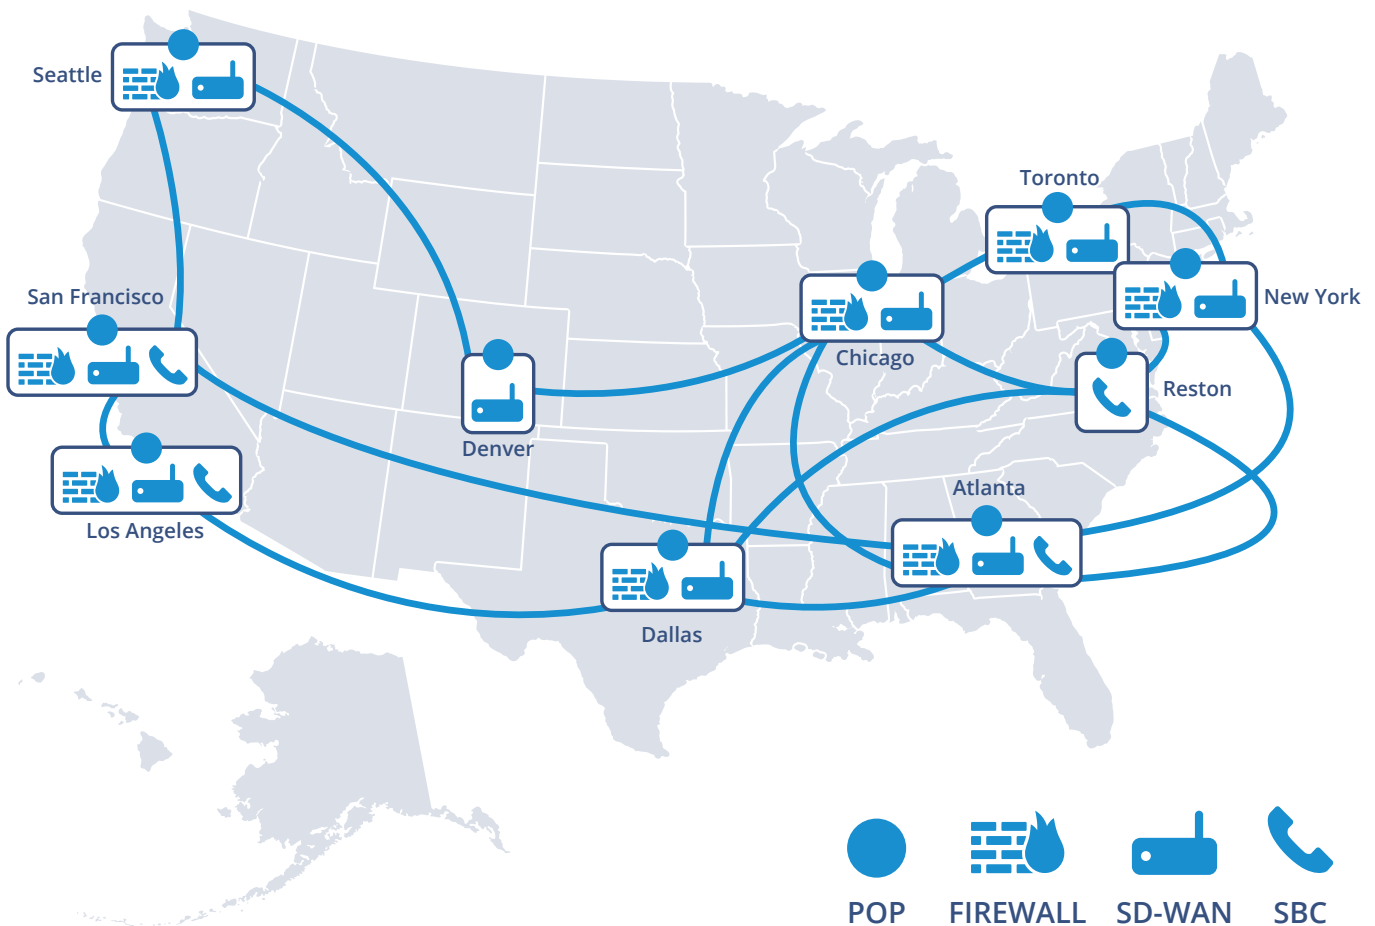 Seattle
Toronto
San Francisco
New York
Chicago
Reston
Denver
Atlanta
Los Angeles
Dallas
POP FIREWALL SD-WAN SBC